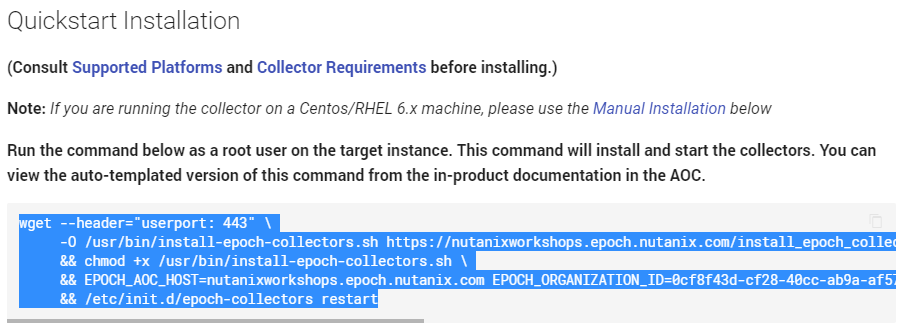 Quickstart Installation
(Consult Supported Platforms and Collector Requirements before installing.)
Note: If you are running the collector on a Centos/RHEL 6.x machine, please use the Manual Installation below
Run the command below as a root user on the target instance. This command will install and start the collectors. You can
view the auto-templated version of this command from the in-product documentation in the AOC.
wget --header="userport: 443" \
-O /usr/bin/install-epoch-collectors.sh https://nutanixworkshops.epoch.nutanix.com/install_epoch_collec
&& chmod +x /usr/bin/install-epoch-collectors.sh \
&& EPOCH_AOC_HOST=nutanixworkshops.epoch.nutanix.com EPOCH_ORGANIZATION_ID=0cf8f43d-cf28-40cc-ab9a-af57
&& /etc/init.d/epoch-collectors restart